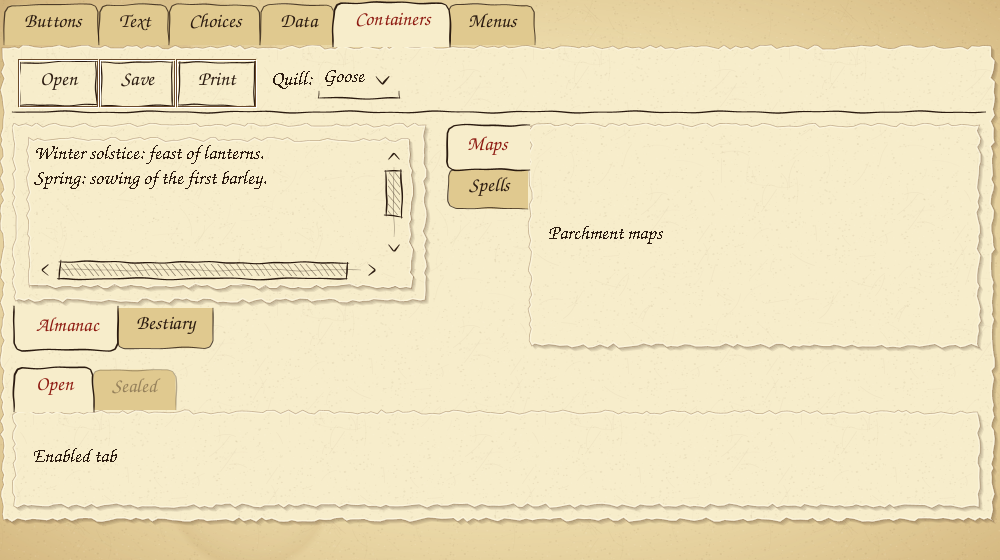 Buttons Text Choices Data Containers Menus
Open Save Print Quill: Goose
Winter solstice: feast of lanterns.
Spring: sowing of the first barley.
Maps
Spells
Parchment maps
Almanac Bestiary
Open Sealed
Enabled tab